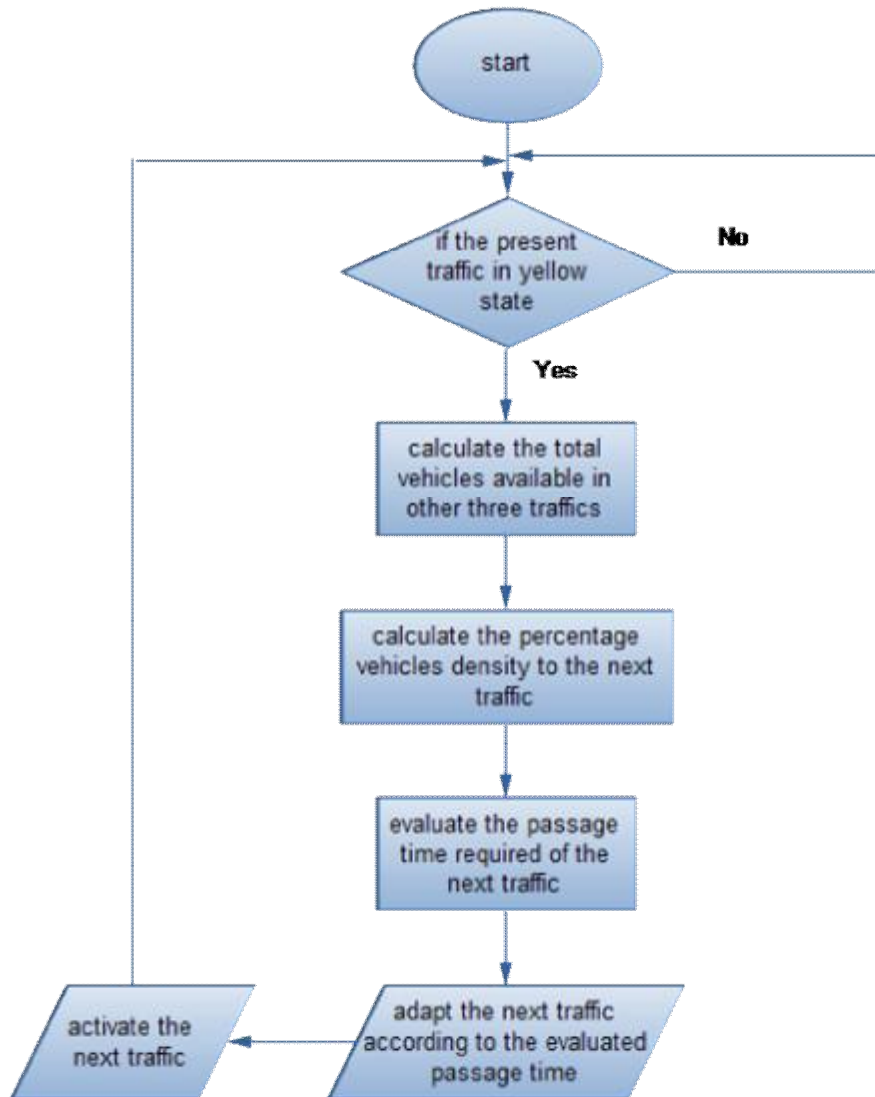 start
if the present
traffic in yellow
state
No
Yes
calculate the total
vehicles available in
other three traffics
calculate the percentage
vehicles density to the next
traffic
evaluate the passage
time required of the
next traffic
adapt the next traffic
according to the evaluated
passage time
activate the
next traffic